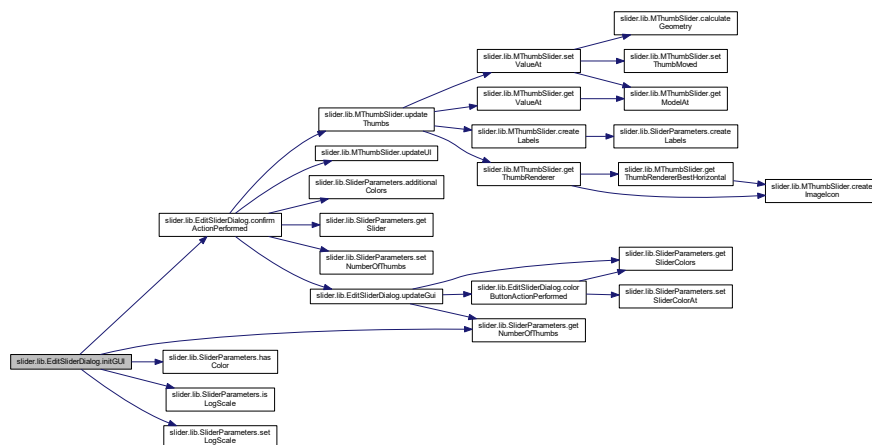 slider.lib.MThumbSlider.calculate
Geometry
slider.lib.MThumbSlider.set
ValueAt
slider.lib.MThumbSlider.set
ThumbMoved
slider.lib.MThumbSlider.get
ValueAt
slider.lib.MThumbSlider.get
ModelAt
slider.lib.MThumbSlider.update
Thumbs
slider.lib.MThumbSlider.create
Labels
slider.lib.SliderParameters.create
Labels
slider.lib.MThumbSlider.updateUI
slider.lib.MThumbSlider.get
ThumbRenderer
slider.lib.MThumbSlider.get
ThumbRendererBestHorizontal
slider.lib.MThumbSlider.create
ImageIcon
slider.lib.SliderParameters.additional
Colors
slider.lib.EditSliderDialog.confirm
ActionPerformed
slider.lib.SliderParameters.get
Slider
slider.lib.SliderParameters.set
NumberOfThumbs
slider.lib.SliderParameters.get
SliderColors
slider.lib.EditSliderDialog.updateGui
slider.lib.EditSliderDialog.color
ButtonActionPerformed
slider.lib.SliderParameters.set
SliderColorAt
slider.lib.SliderParameters.get
NumberOfThumbs
slider.lib.EditSliderDialog.initGUI
slider.lib.SliderParameters.has
Color
slider.lib.SliderParameters.is
LogScale
slider.lib.SliderParameters.set
LogScale